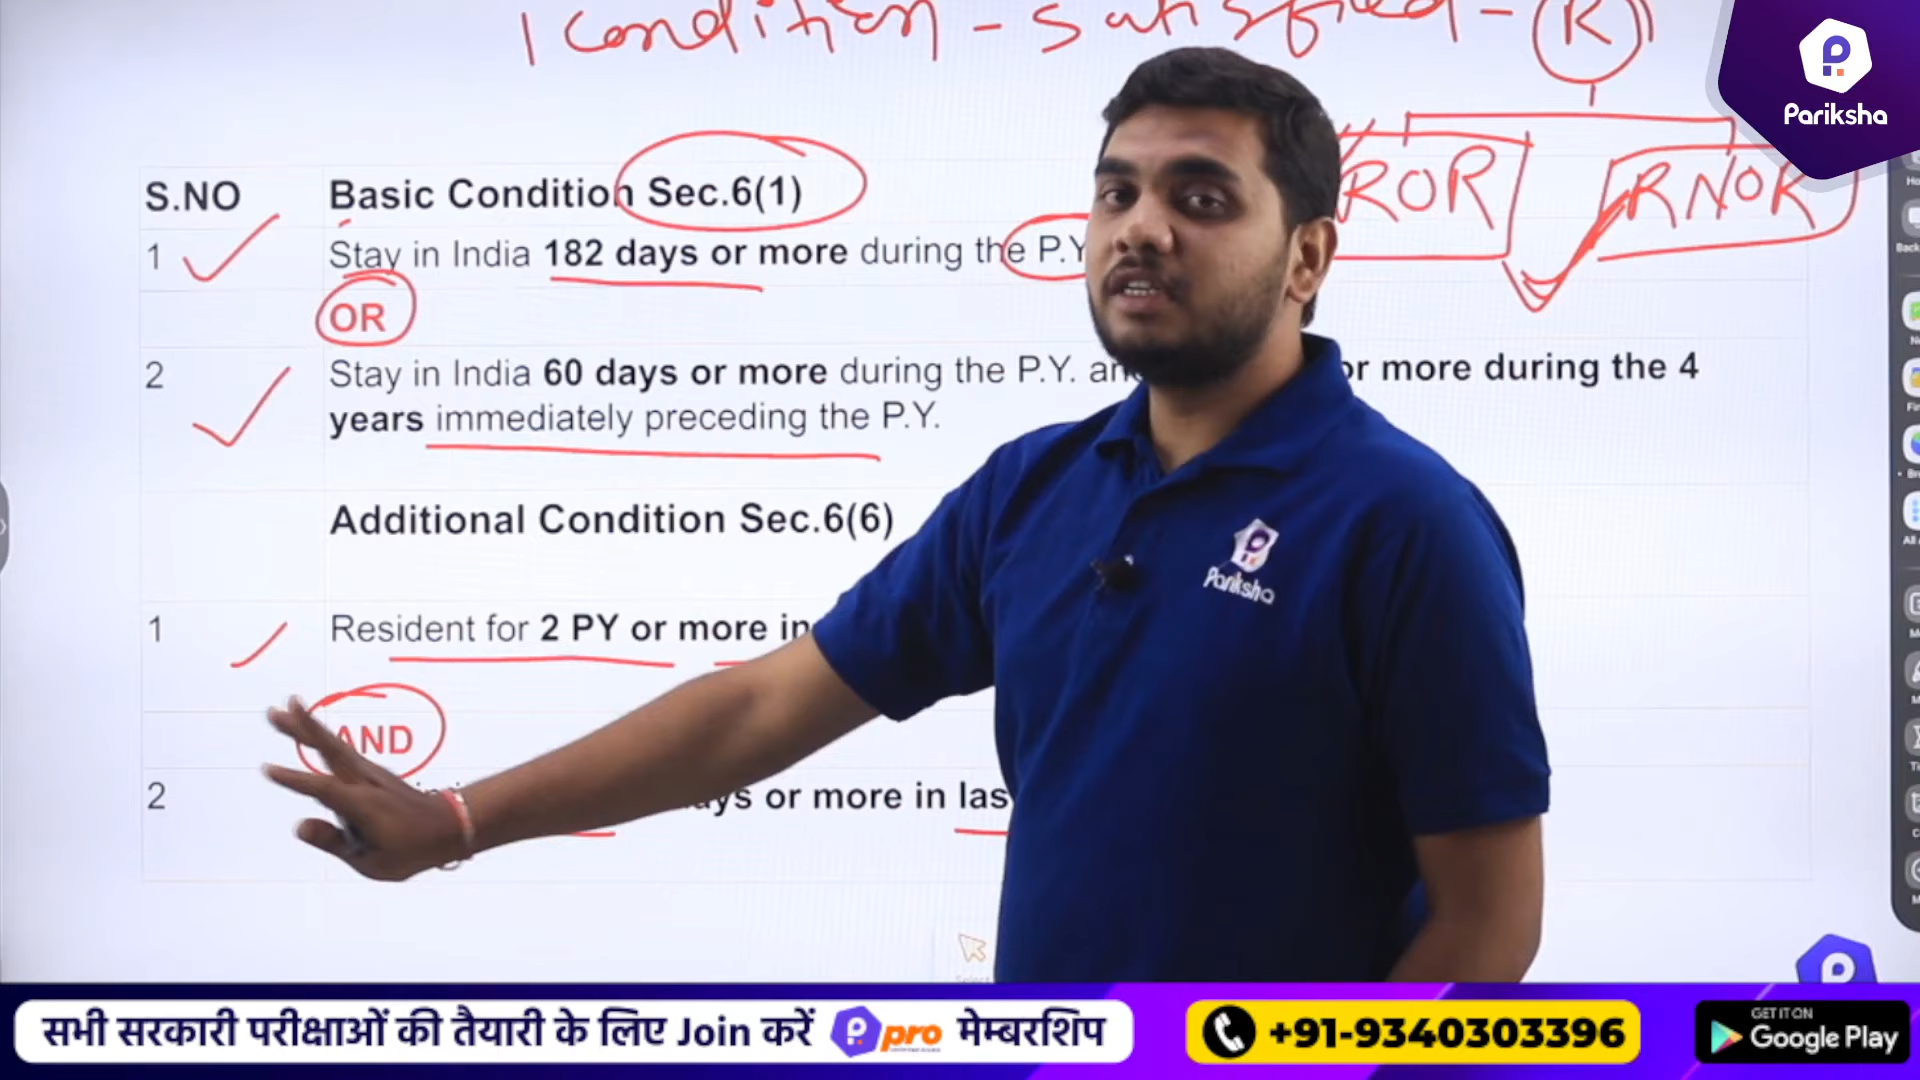 1 condition - satisfied - R
Pariksha
ROR
RNOR
S.NO
Basic Condition Sec.6(1)
1
Stay in India 182 days or more during the P.Y
OR
2
Stay in India 60 days or more during the P.Y. an
or more during the 4
years immediately preceding the P.Y.
Additional Condition Sec.6(6)
1
Resident for 2 PY or more in
AND
2
days or more in las
Pariksha
सभी सरकारी परीक्षाओं की तैयारी के लिए Join करें pro मेम्बरशिप
+91-9340303396
GET IT ON
Google Play